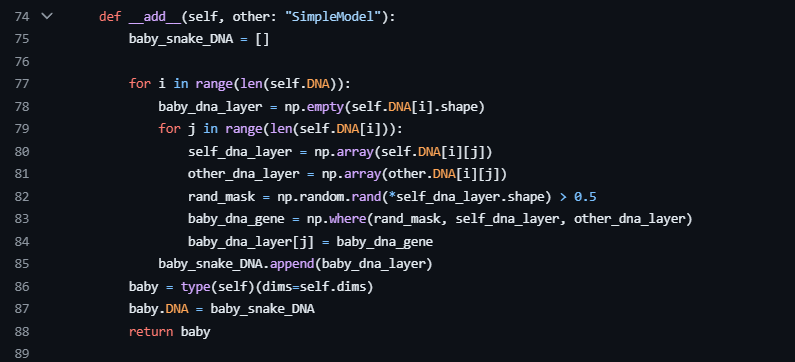 74 def __add__(self, other: "SimpleModel"):
75 baby_snake_DNA = []
76
77 for i in range(len(self.DNA)):
78 baby_dna_layer = np.empty(self.DNA[i].shape)
79 for j in range(len(self.DNA[i])):
80 self_dna_layer = np.array(self.DNA[i][j])
81 other_dna_layer = np.array(other.DNA[i][j])
82 rand_mask = np.random.rand(*self_dna_layer.shape) > 0.5
83 baby_dna_gene = np.where(rand_mask, self_dna_layer, other_dna_layer)
84 baby_dna_layer[j] = baby_dna_gene
85 baby_snake_DNA.append(baby_dna_layer)
86 baby = type(self)(dims=self.dims)
87 baby.DNA = baby_snake_DNA
88 return baby
89